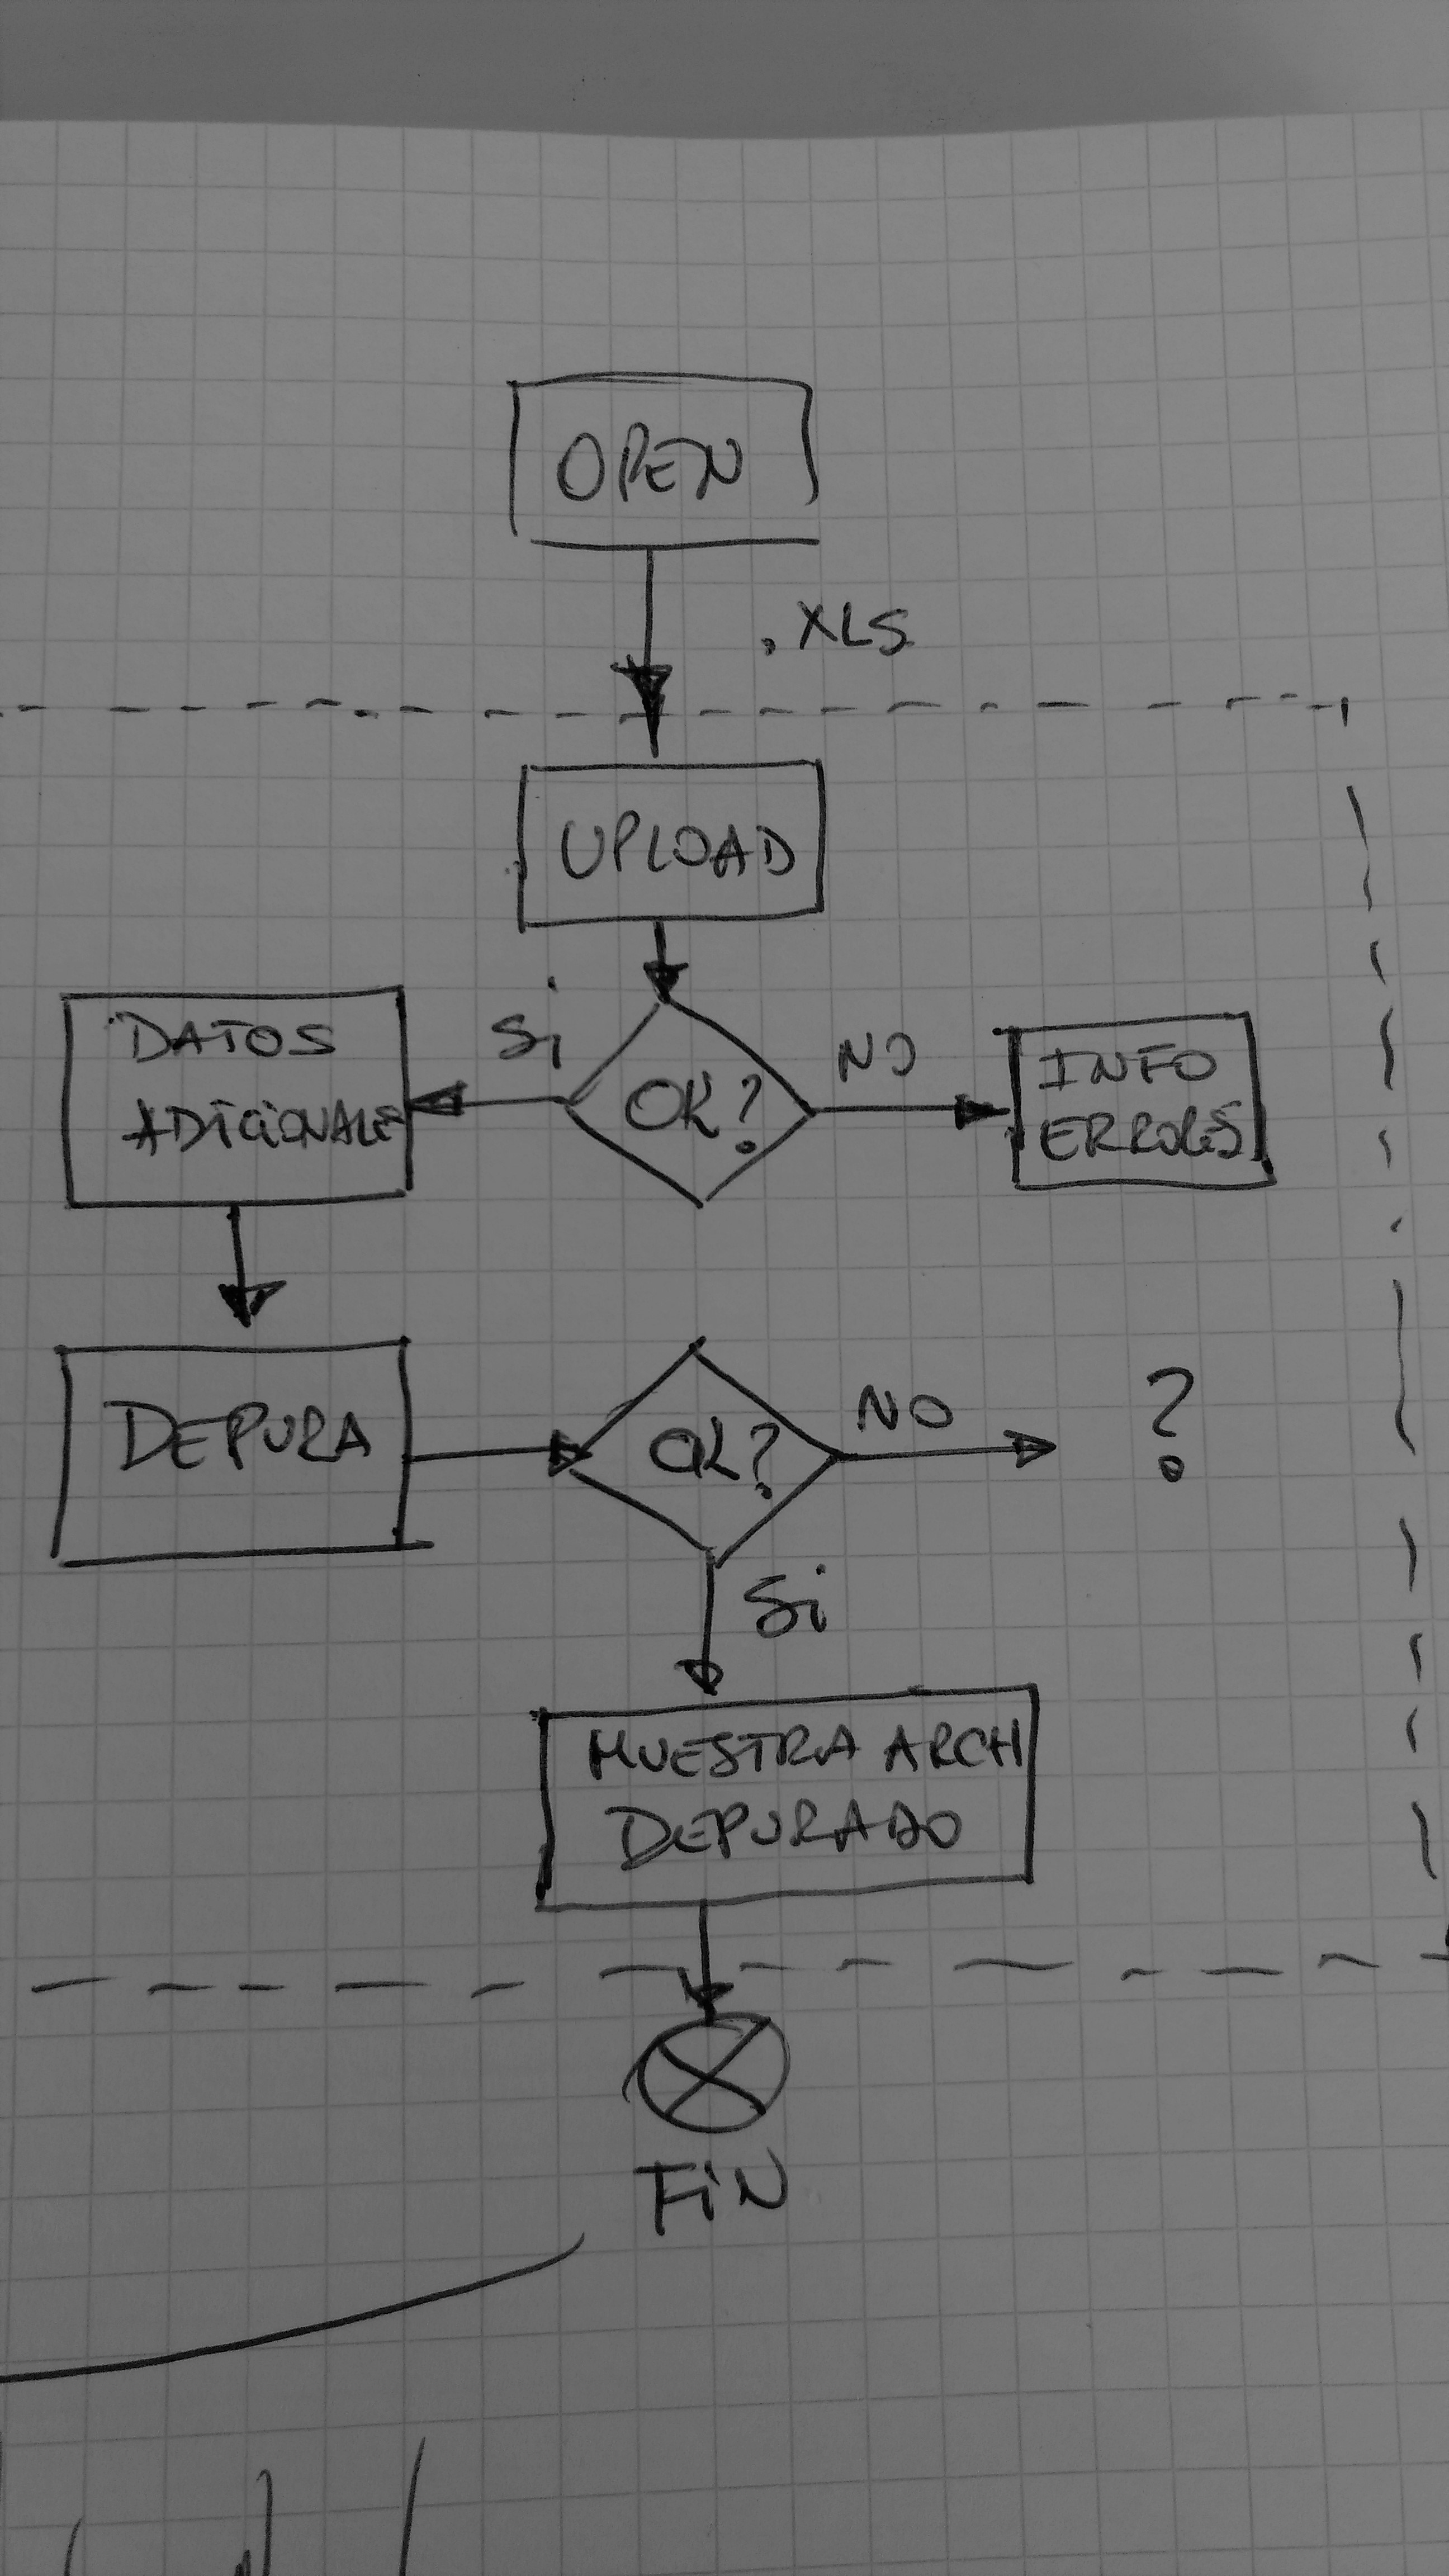 OPEN
.XLS
UPLOAD
Si
NO
DATOS
ADICIONALES
OK?
INFO
ERRORES
DEPURA
OK?
NO
?
Si
MUESTRA ARCH
DEPURADO
FiN